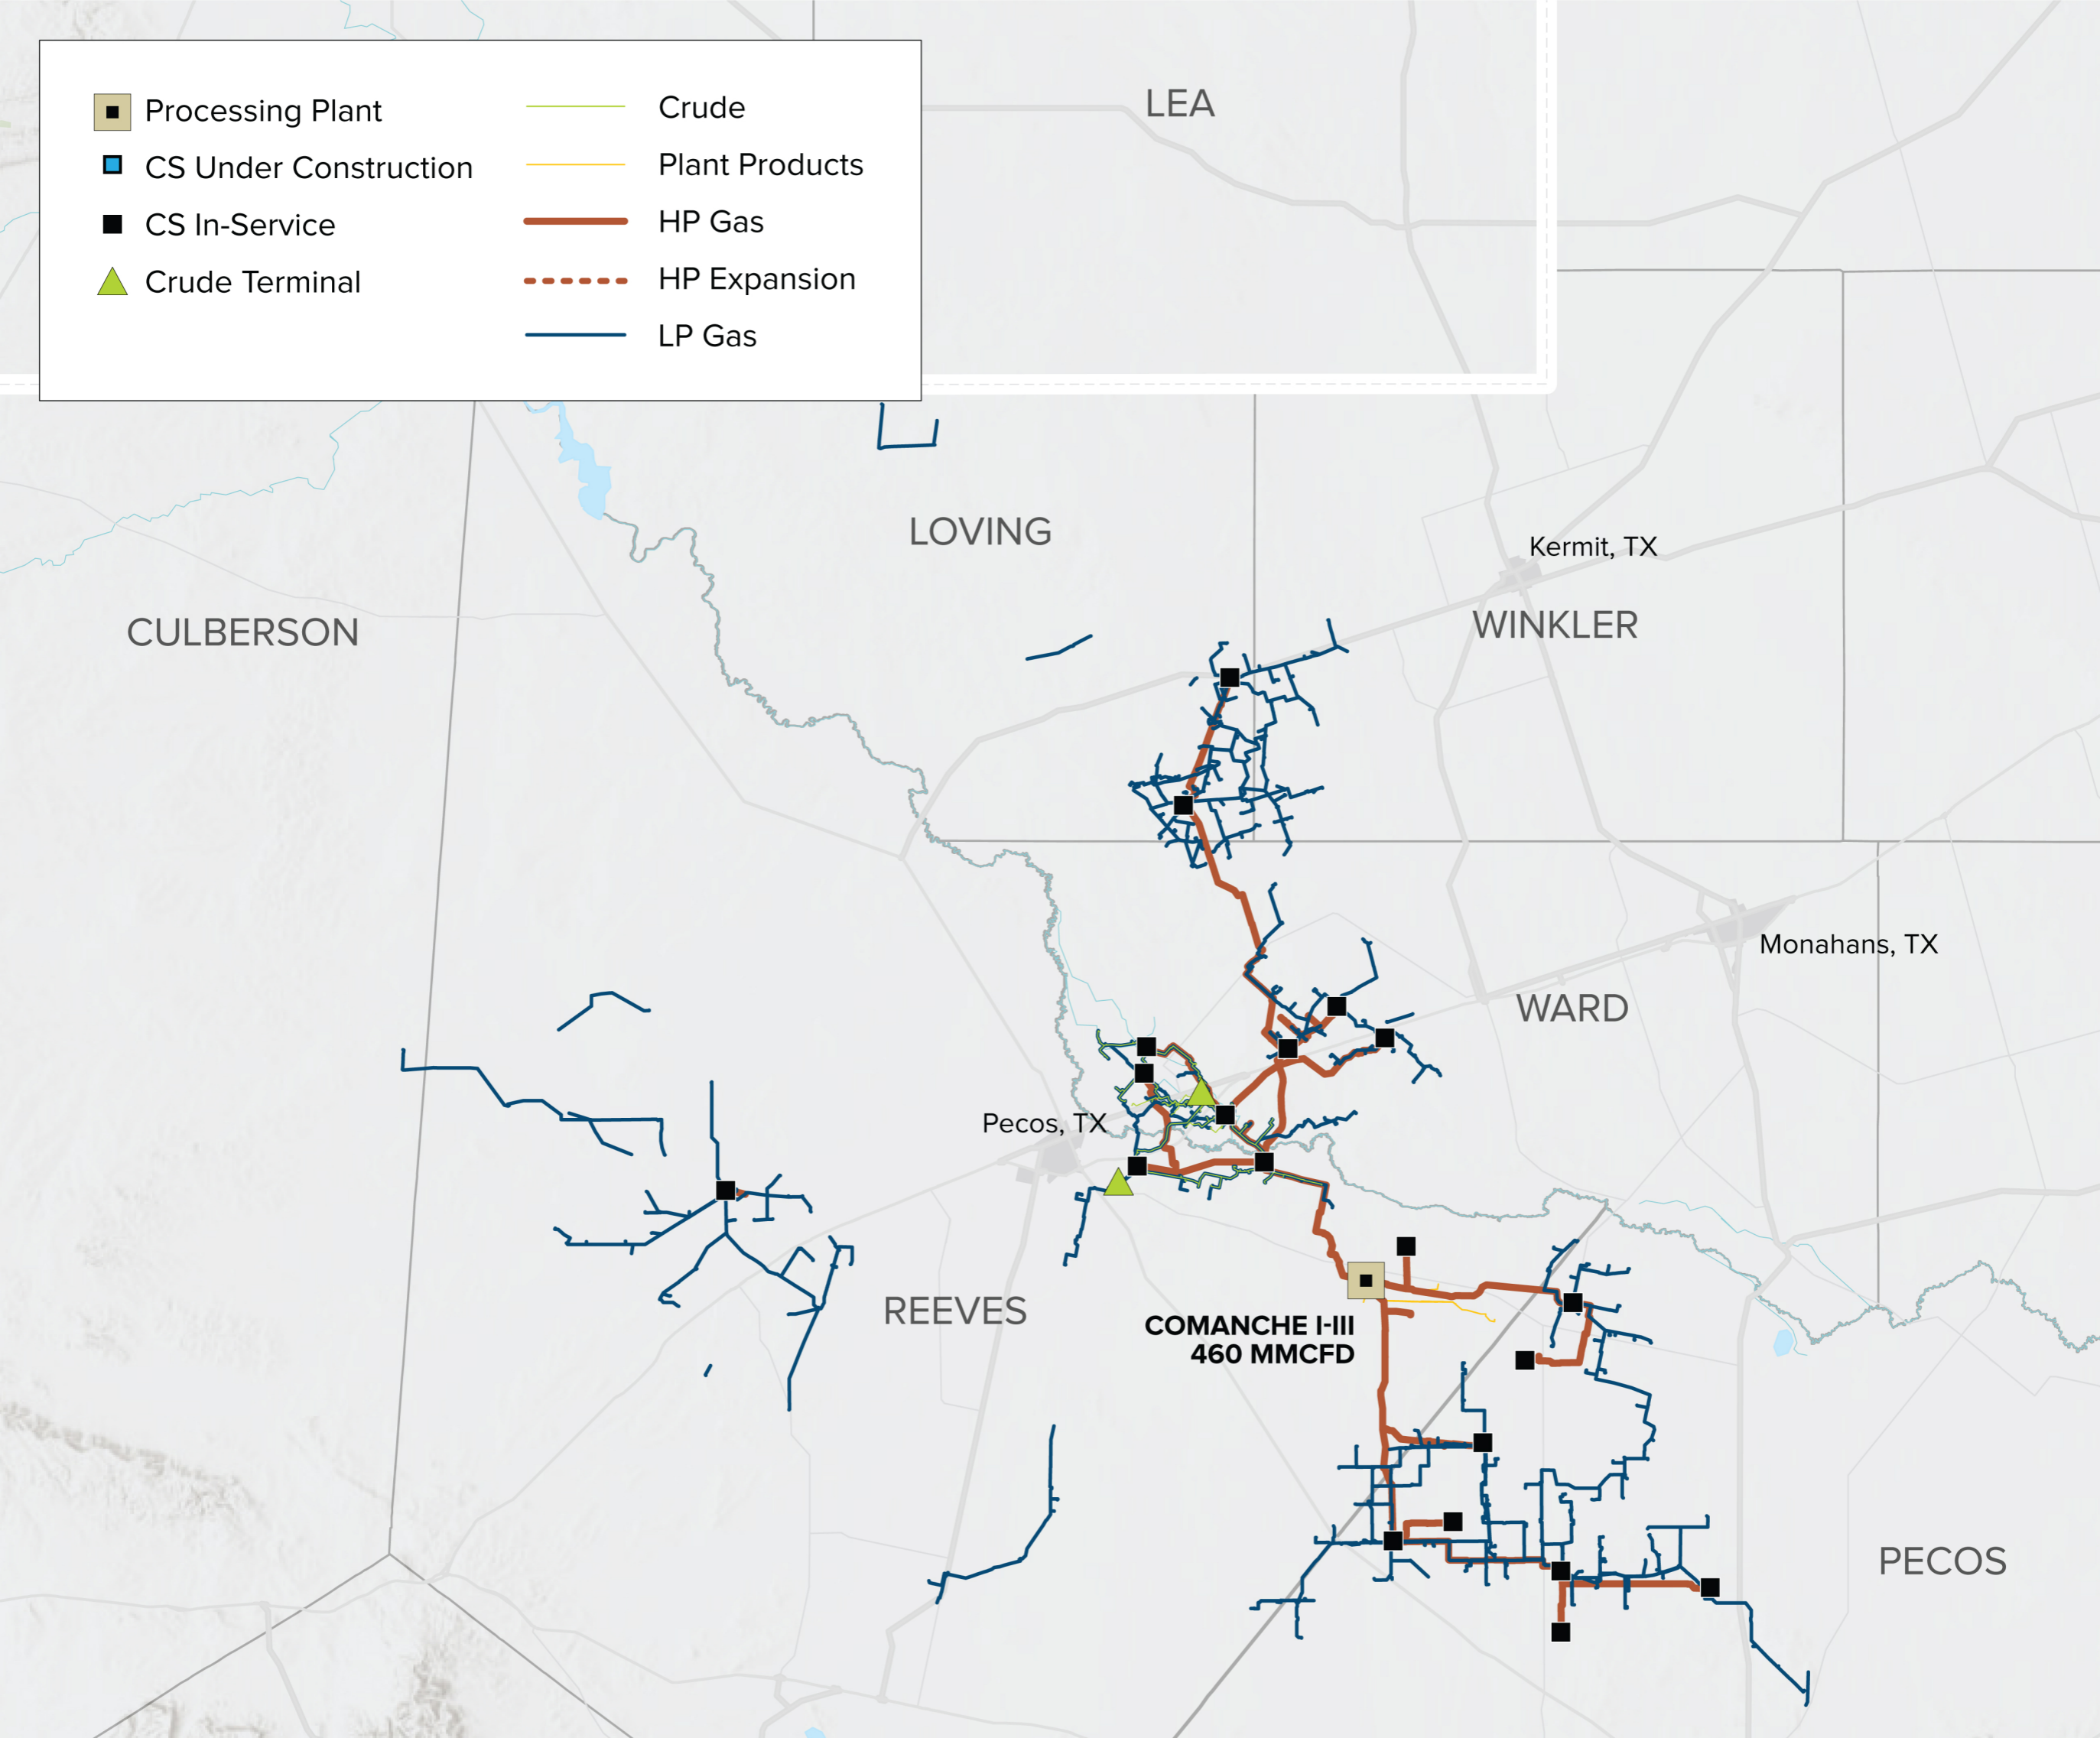 Processing Plant
CS Under Construction
CS In-Service
Crude Terminal
Crude
Plant Products
HP Gas
HP Expansion
LP Gas
LEA
LOVING
Kermit, TX
CULBERSON
WINKLER
Monahans, TX
WARD
Pecos, TX
REEVES
COMANCHE I-III
460 MMCFD
PECOS